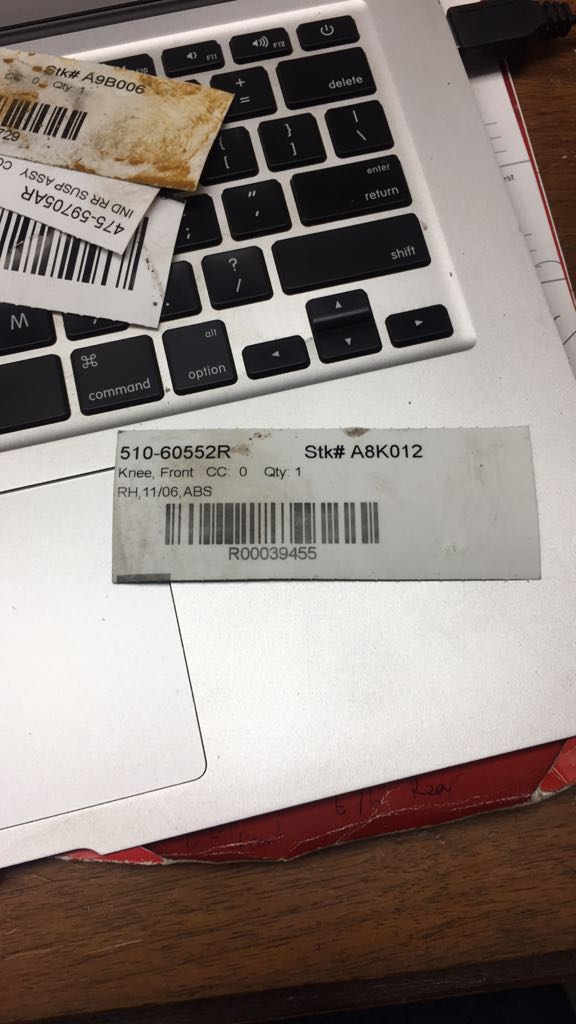 F11
F12
Stk# A9B006
CC: 0 Qty: 1
729
+
=
delete
{
[
}
]
|
\
475-59705AR
IND RR SUSP ASSY
"
'
enter
return
;
?
/
shift
.
M
⌘
command
alt
option
510-60552R Stk# A8K012
Knee, Front CC: 0 Qty: 1
RH,11/06,ABS
R00039455